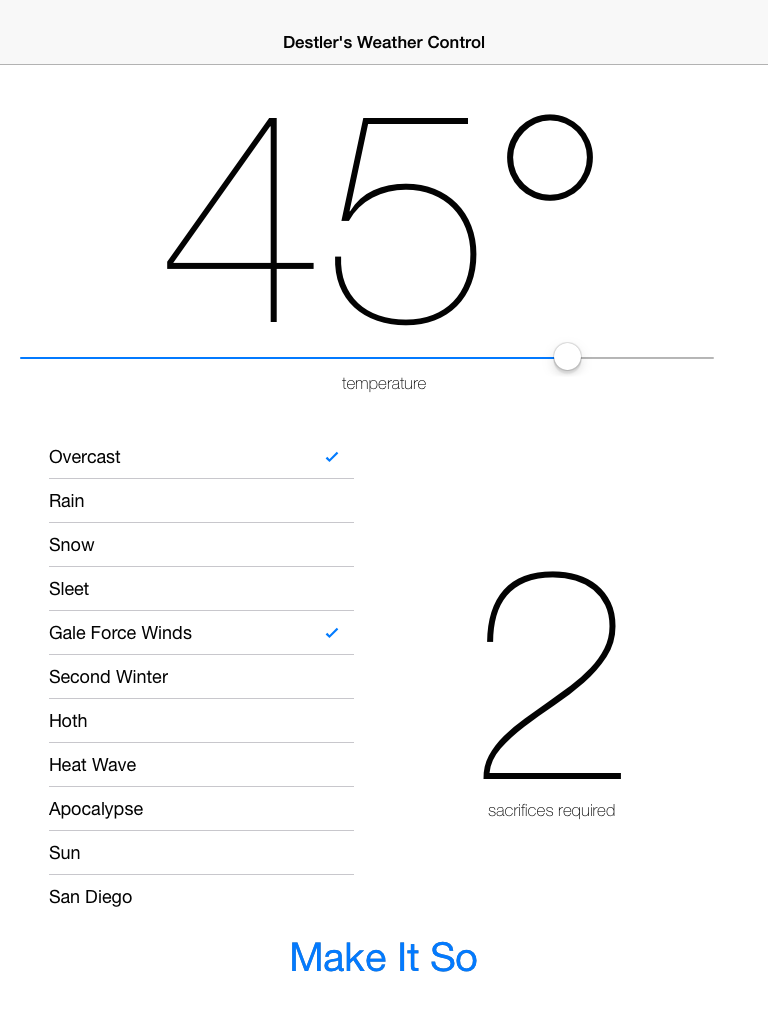 Destler's Weather Control
45°
temperature
Overcast
Rain
Snow
Sleet
Gale Force Winds
Second Winter
Hoth
Heat Wave
Apocalypse
Sun
San Diego
2
sacrifices required
Make It So